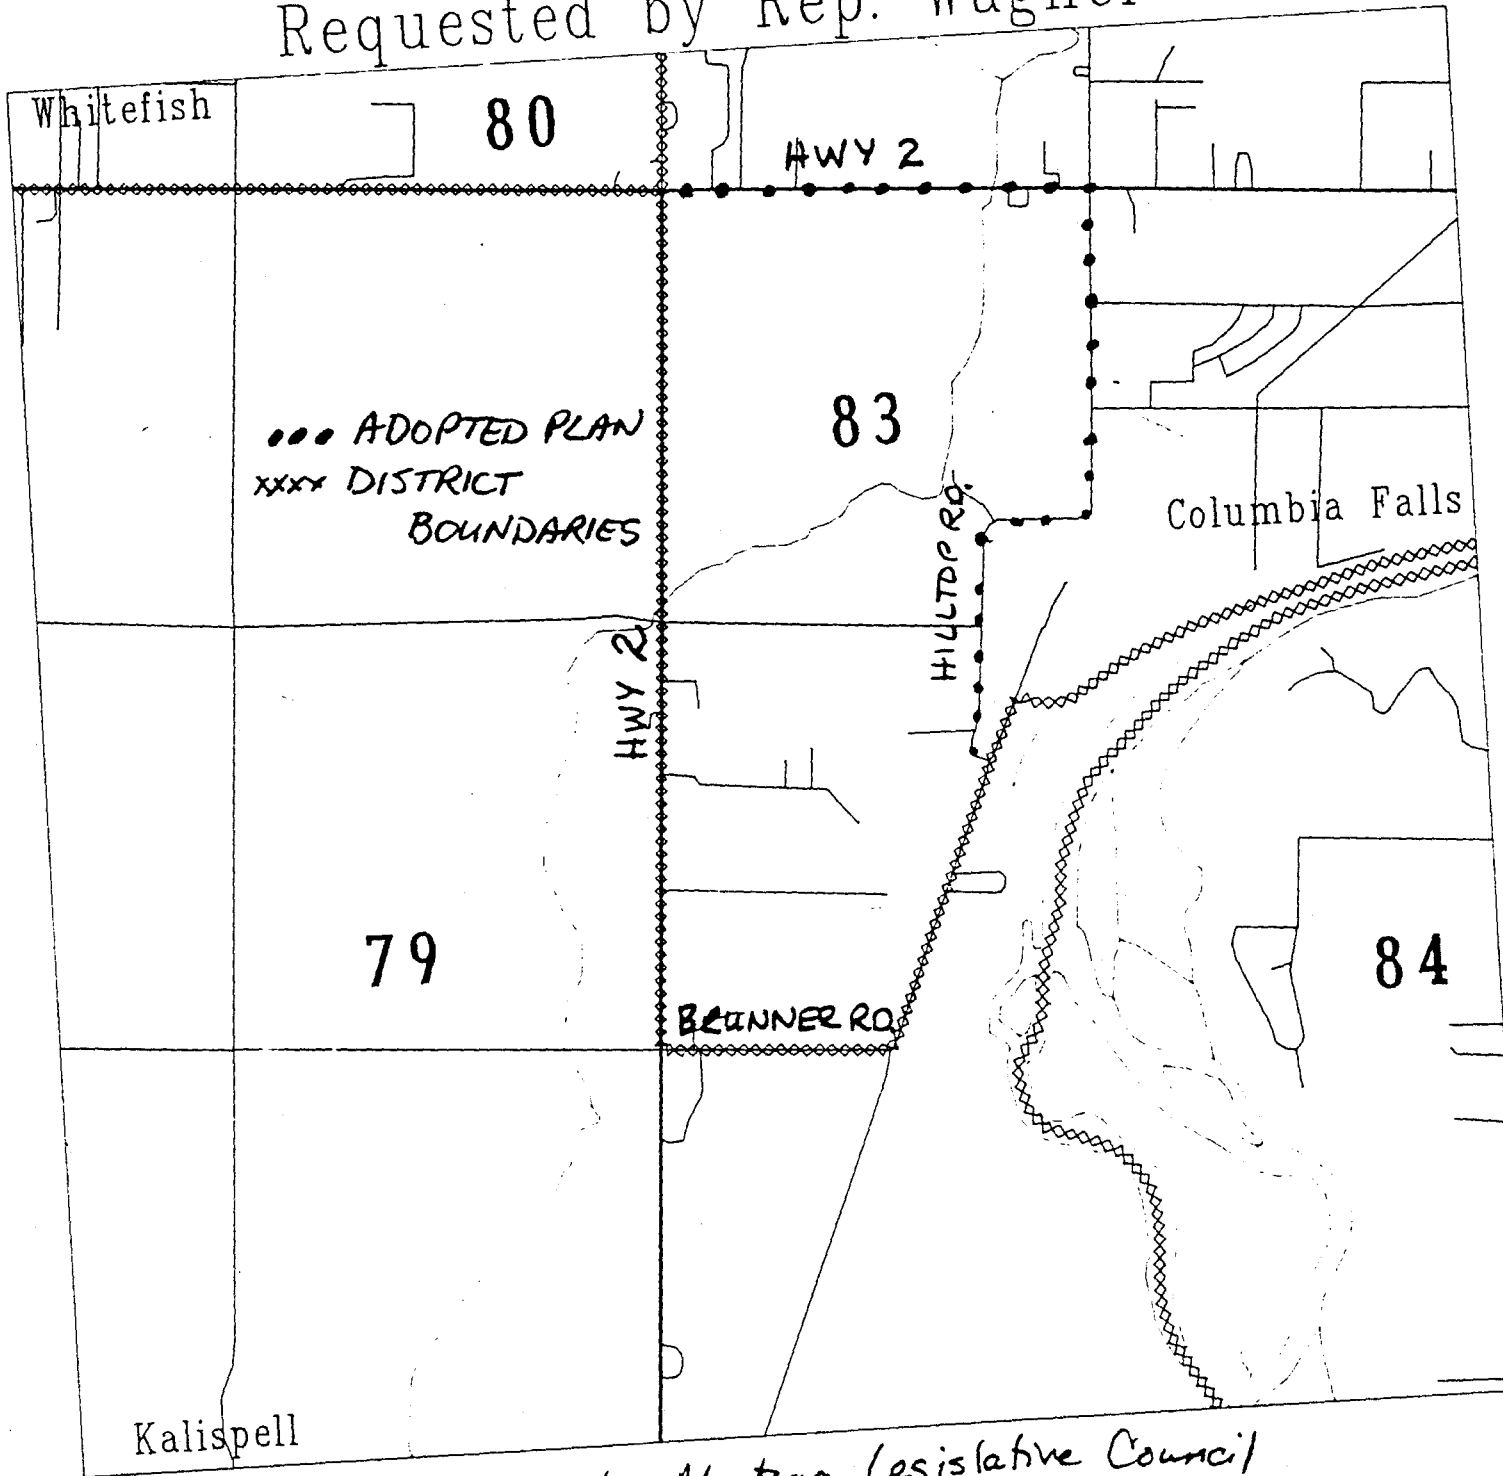 Requested by Rep. Wagner
Whitefish
80
HWY 2
••• ADOPTED PLAN
xxxx DISTRICT
BOUNDARIES
83
HILLTOP RD.
Columbia Falls
HWY 2
79
84
BRUNNER RD
Kalispell
Legislative Council